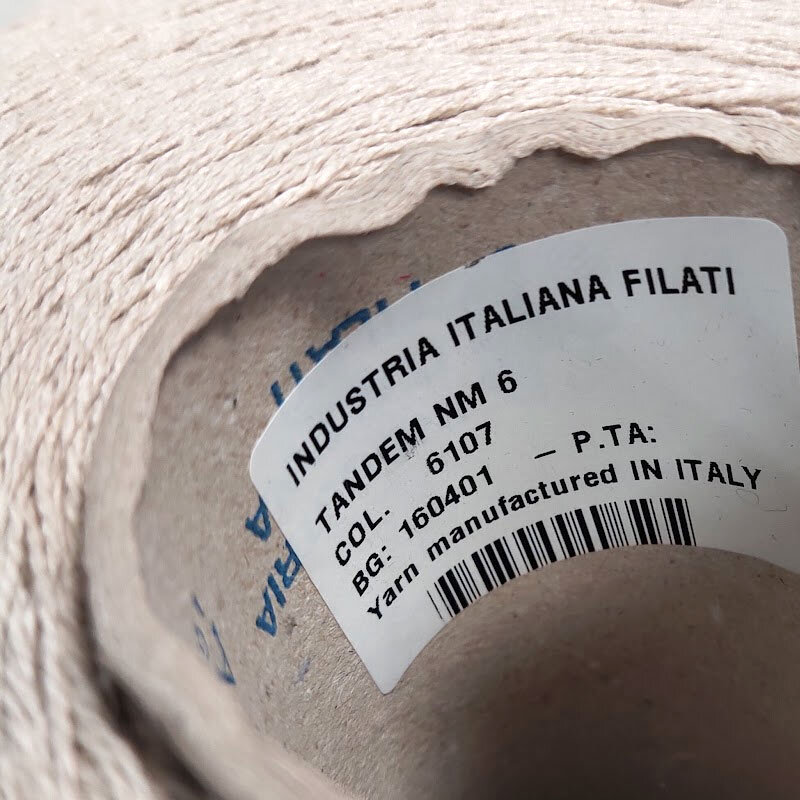 INDUSTRIA ITALIANA FILATI
TANDEM NM 6
COL. 6107
BG: 160401 – P.TA:
Yarn manufactured IN ITALY